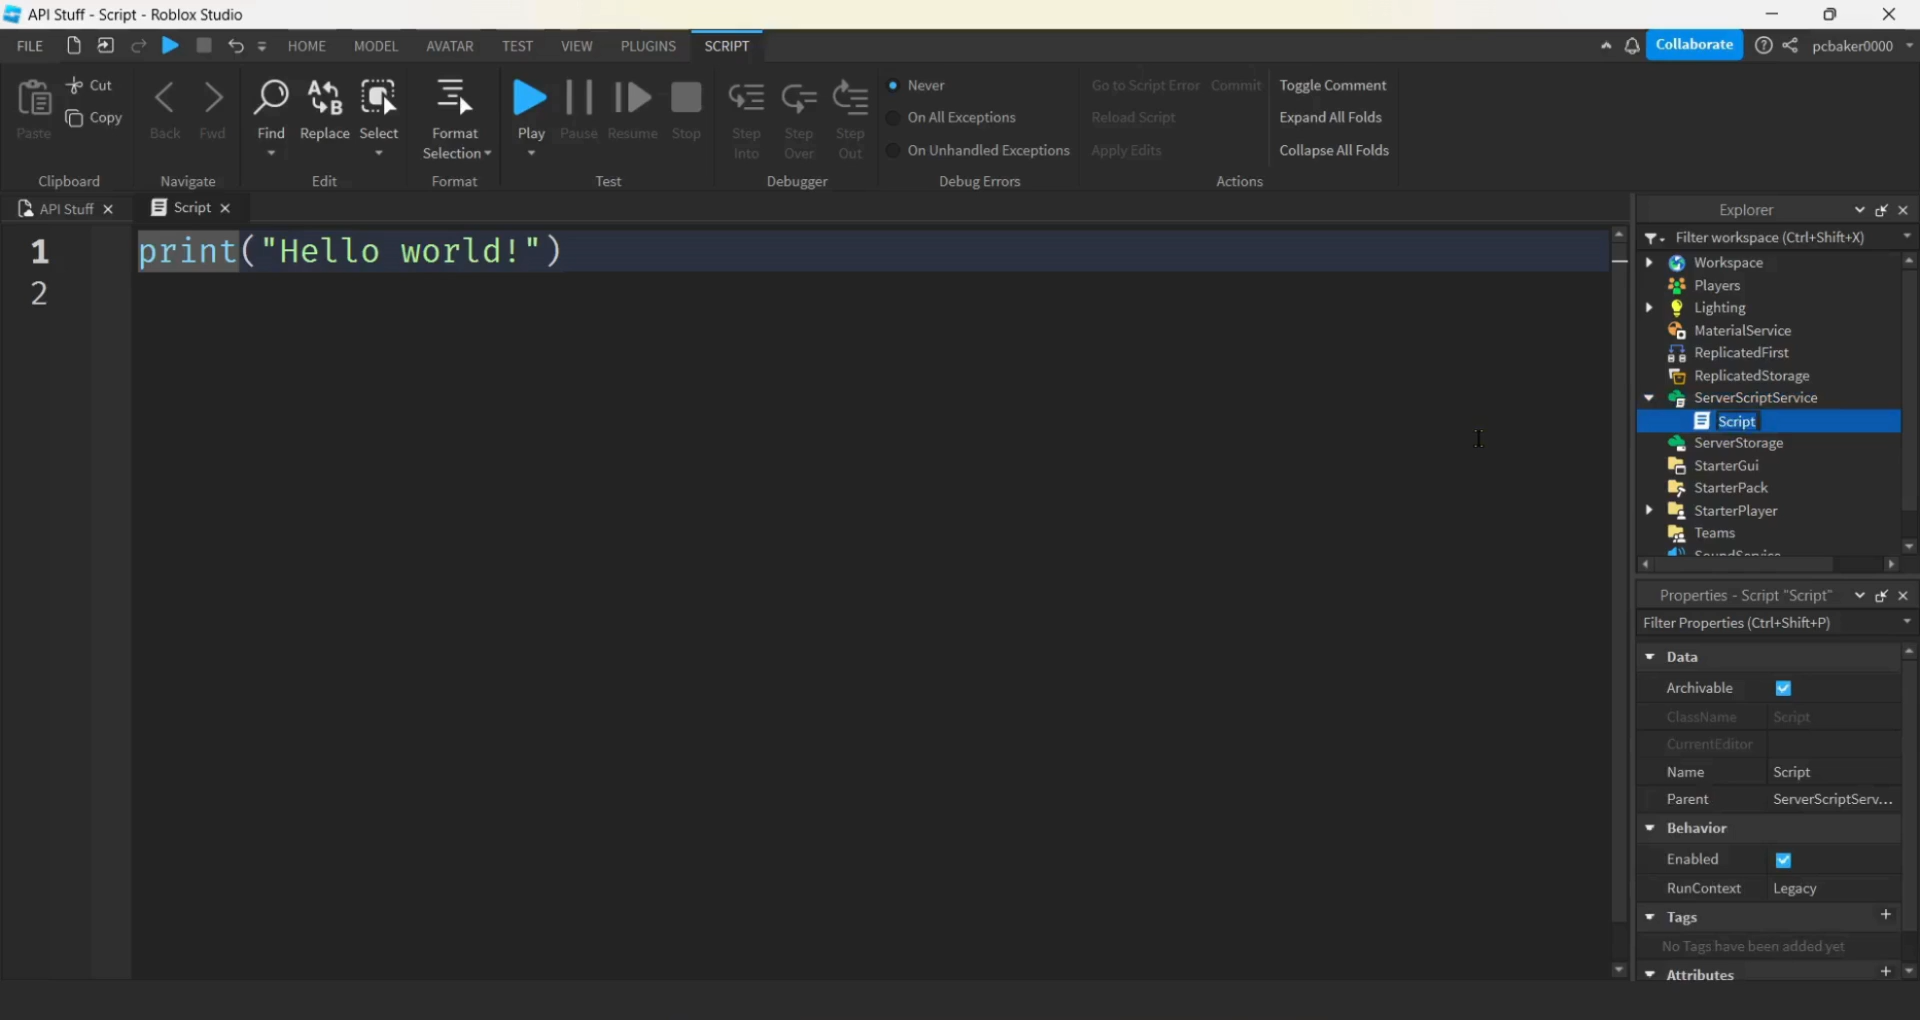 API Stuff - Script - Roblox Studio
FILE HOME MODEL AVATAR TEST VIEW PLUGINS SCRIPT Collaborate pcbaker0000
Paste
Cut
Copy
Clipboard
Back
Fwd
Navigate
Find
Replace
Select
Edit
Format
Selection
Format
Play
Pause
Resume
Stop
Test
Step
Into
Step
Over
Step
Out
Debugger
Never
On All Exceptions
On Unhandled Exceptions
Debug Errors
Go to Script Error
Reload Script
Apply Edits
Commit
Toggle Comment
Expand All Folds
Collapse All Folds
Actions
API Stuff
Script
1 print("Hello world!")
2
Explorer
Filter workspace (Ctrl+Shift+X)
Workspace
Players
Lighting
MaterialService
ReplicatedFirst
ReplicatedStorage
ServerScriptService
Script
ServerStorage
StarterGui
StarterPack
StarterPlayer
Teams
SoundService
Properties - Script "Script"
Filter Properties (Ctrl+Shift+P)
Data
Archivable
ClassName Script
CurrentEditor
Name Script
Parent ServerScriptServ...
Behavior
Enabled
RunContext Legacy
Tags +
No Tags have been added yet
Attributes +